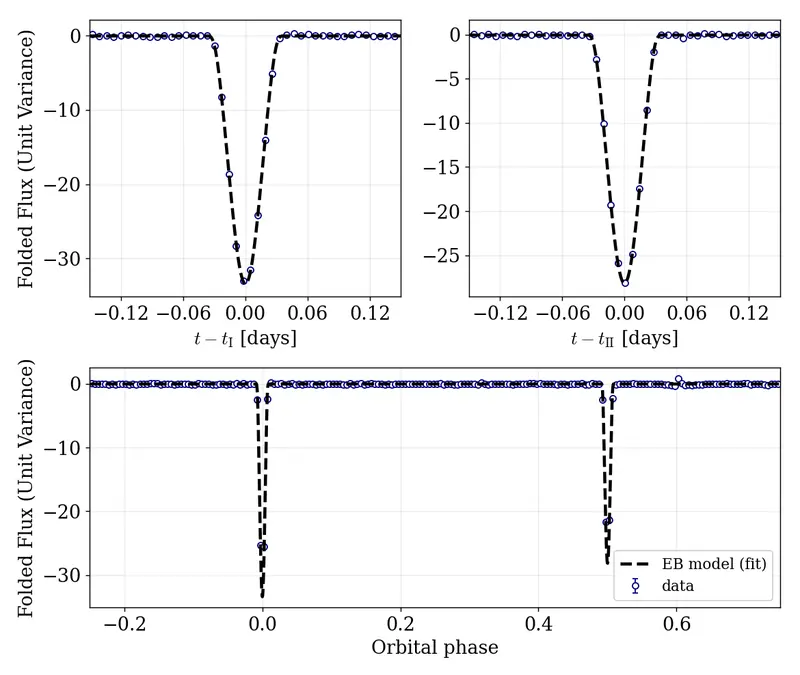 Folded Flux (Unit Variance)
0
−10
−20
−30
−0.12 −0.06 0.00 0.06 0.12
t − t_I [days]
0
−5
−10
−15
−20
−25
−0.12 −0.06 0.00 0.06 0.12
t − t_II [days]
Folded Flux (Unit Variance)
0
−10
−20
−30
−0.2 0.0 0.2 0.4 0.6
Orbital phase
EB model (fit)
data